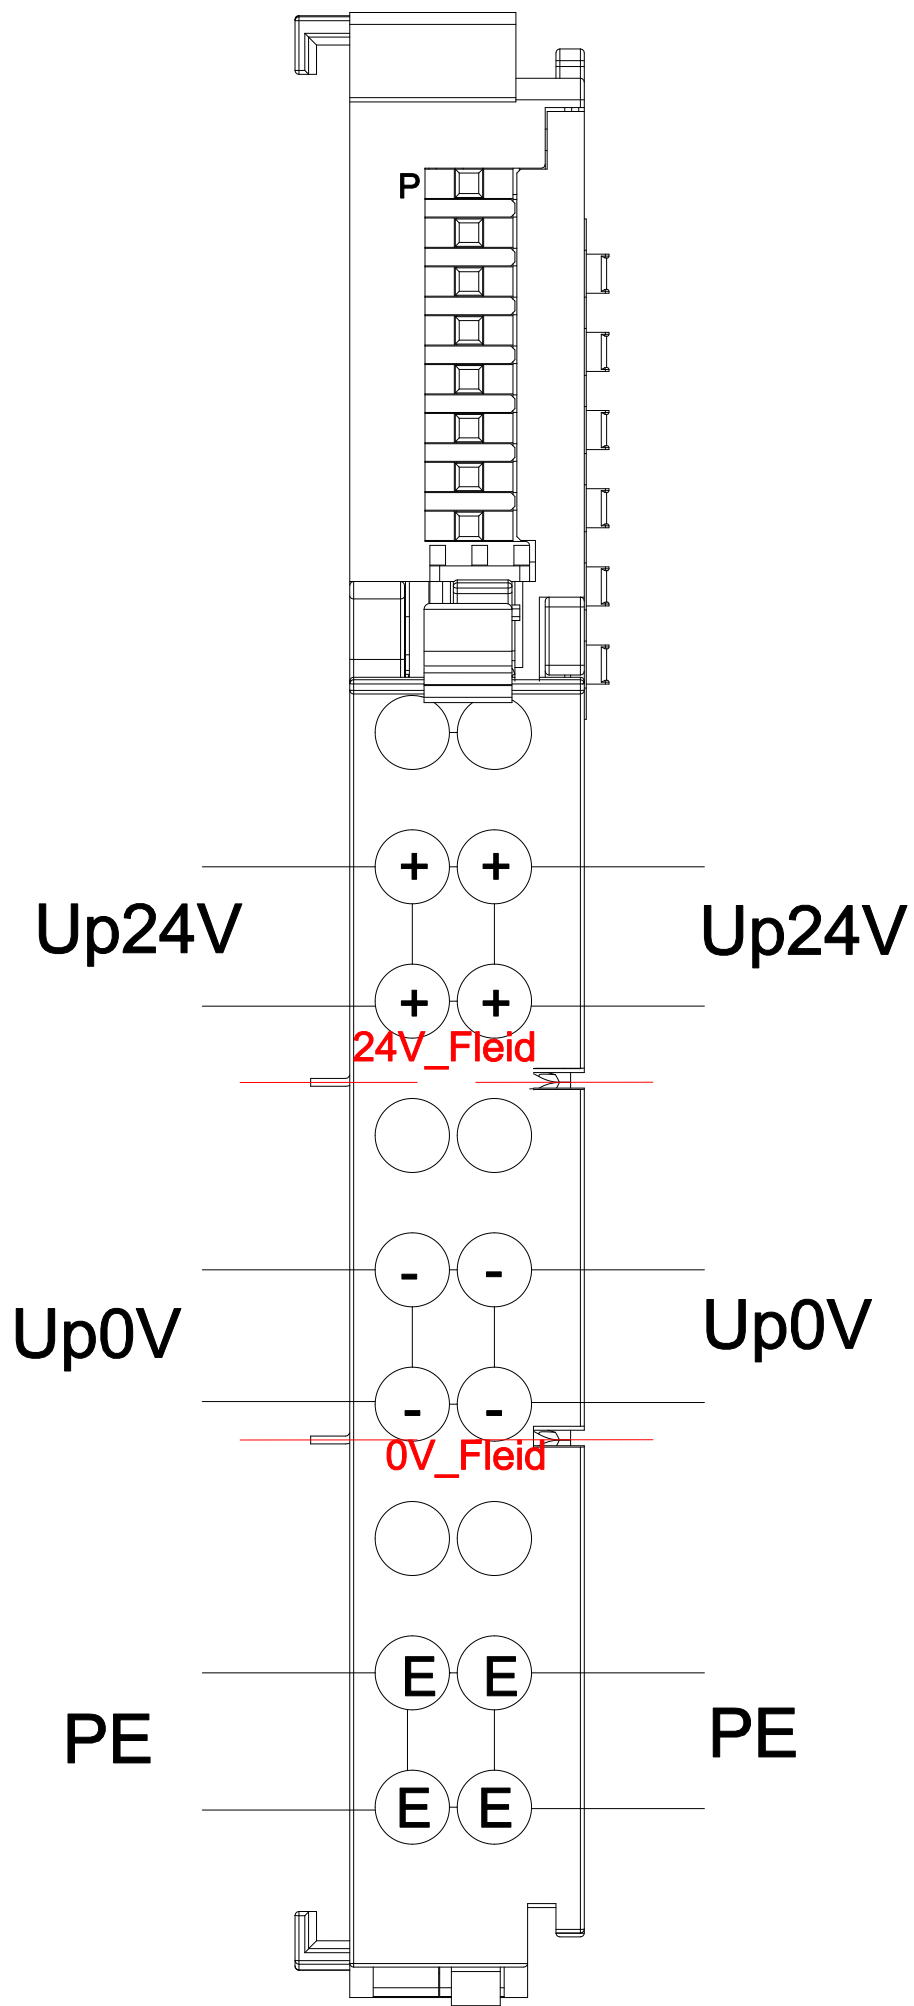 P
+ +
Up24V Up24V
+ +
24V_Fleid
- -
Up0V Up0V
- -
0V_Fleid
E E
PE PE
E E